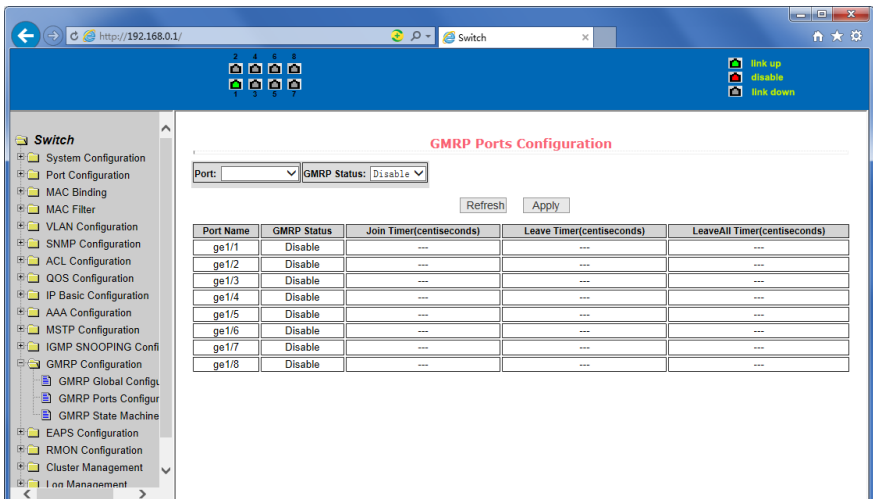 http://192.168.0.1/
Switch
2 4 6 8
1 3 5 7
link up
disable
link down
Switch
System Configuration
Port Configuration
MAC Binding
MAC Filter
VLAN Configuration
SNMP Configuration
ACL Configuration
QOS Configuration
IP Basic Configuration
AAA Configuration
MSTP Configuration
IGMP SNOOPING Confi
GMRP Configuration
GMRP Global Configu
GMRP Ports Configur
GMRP State Machine
EAPS Configuration
RMON Configuration
Cluster Management
Log Management
GMRP Ports Configuration
Port: GMRP Status: Disable
Refresh Apply
Port Name GMRP Status Join Timer(centiseconds) Leave Timer(centiseconds) LeaveAll Timer(centiseconds)
ge1/1 Disable --- --- ---
ge1/2 Disable --- --- ---
ge1/3 Disable --- --- ---
ge1/4 Disable --- --- ---
ge1/5 Disable --- --- ---
ge1/6 Disable --- --- ---
ge1/7 Disable --- --- ---
ge1/8 Disable --- --- ---